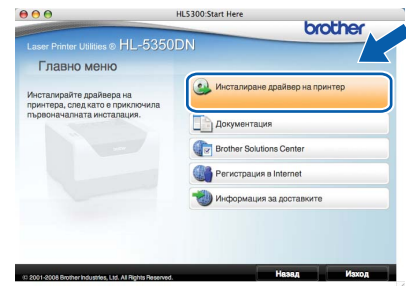 HL5300:Start Here
brother
Laser Printer Utilities ® HL-5350DN
Главно меню
Инсталирайте драйвера на
принтера, след като е приключила
първоначалната инсталация.
Инсталиране драйвер на принтер
Документация
Brother Solutions Center
Регистрация в Internet
Информация за доставките
© 2001-2008 Brother Industries, Ltd. All Rights Reserved.
Назад
Изход